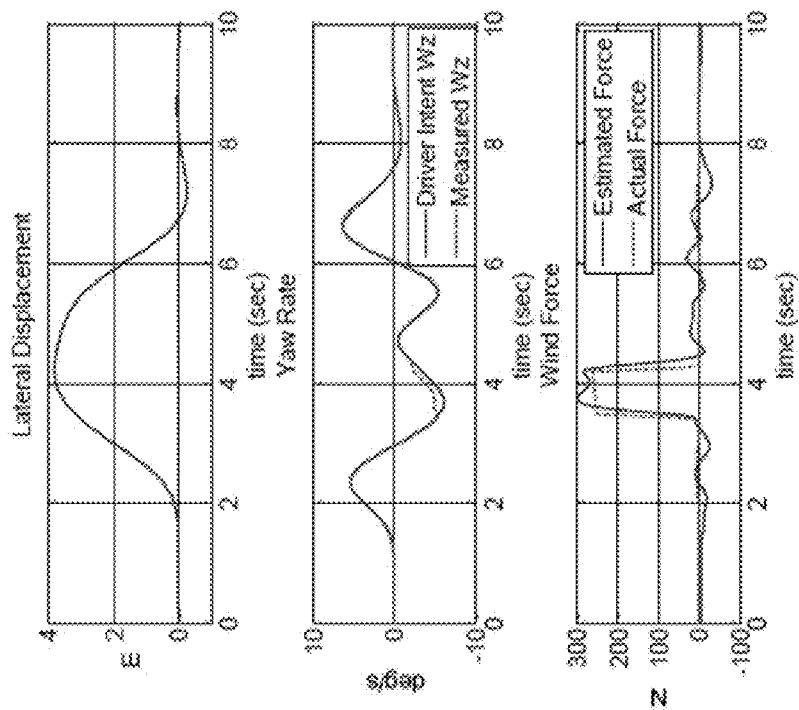 Lateral Displacement
4
2
0
m
0
2
4
6
8
10
time (sec)
Yaw Rate
10
0
-10
deg/s
Driver Intent Wz
Measured Wz
0
2
4
6
8
10
time (sec)
Wind Force
300
200
100
0
-100
N
Estimated Force
Actual Force
0
2
4
6
8
10
time (sec)